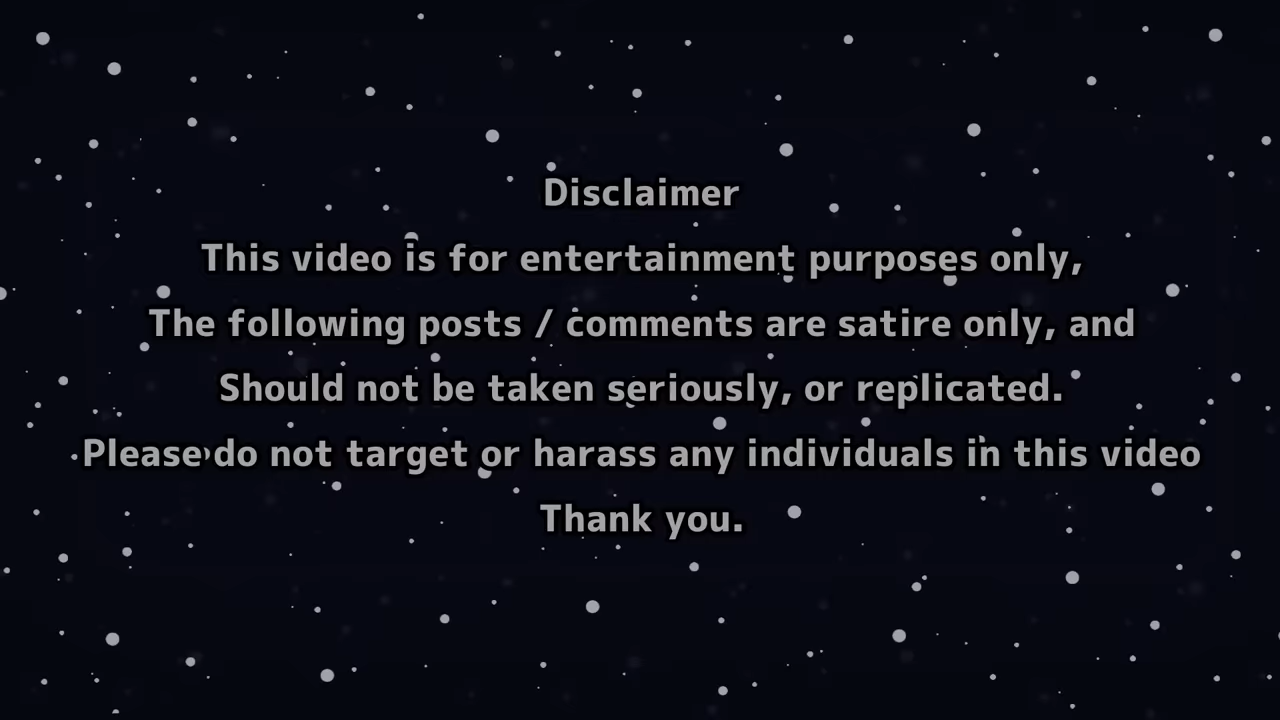 Disclaimer
This video is for entertainment purposes only,
The following posts / comments are satire only, and
Should not be taken seriously, or replicated.
Please do not target or harass any individuals in this video
Thank you.